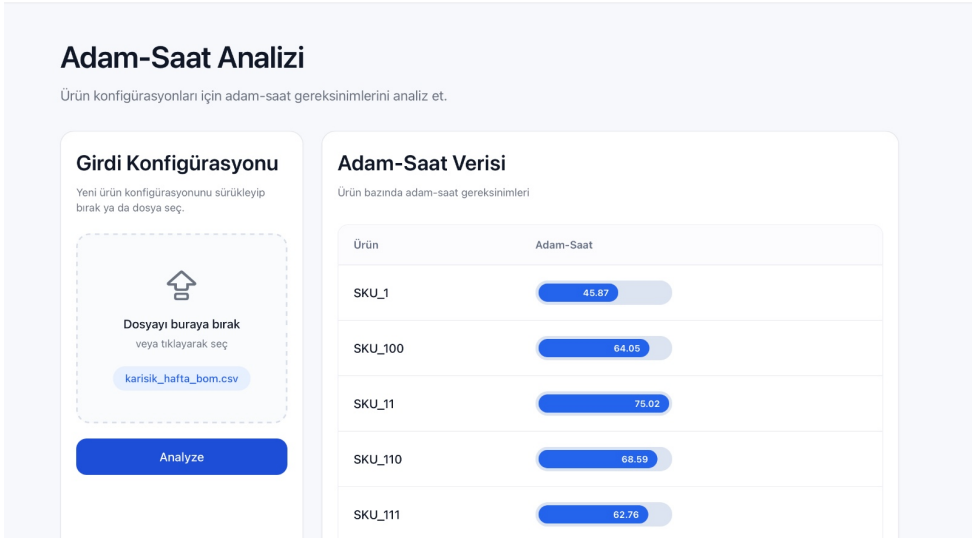 Adam-Saat Analizi
Ürün konfigürasyonları için adam-saat gereksinimlerini analiz et.
Girdi Konfigürasyonu
Yeni ürün konfigürasyonunu sürükleyip
bırak ya da dosya seç.
Dosyayı buraya bırak
veya tıklayarak seç
karisik_hafta_bom.csv
Analyze
Adam-Saat Verisi
Ürün bazında adam-saat gereksinimleri
Ürün Adam-Saat
SKU_1 45.87
SKU_100 64.05
SKU_11 75.02
SKU_110 68.59
SKU_111 62.76